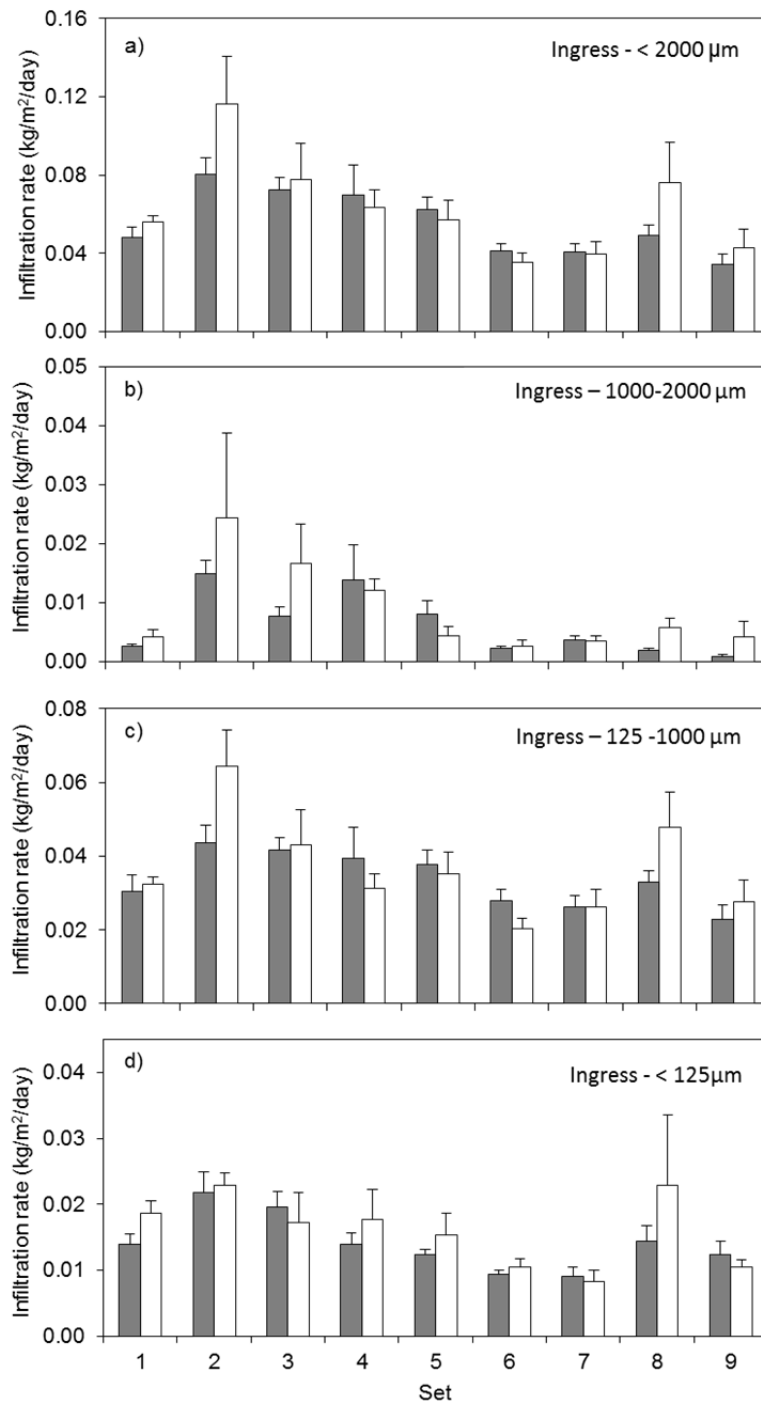 a)
Ingress - < 2000 µm
Infiltration rate (kg/m²/day)
0.16
0.12
0.08
0.04
0.00
b)
Ingress – 1000-2000 µm
Infiltration rate (kg/m²/day)
0.05
0.04
0.03
0.02
0.01
0.00
c)
Ingress – 125 -1000 µm
Infiltration rate (kg/m²/day)
0.08
0.06
0.04
0.02
0.00
d)
Ingress - < 125µm
Infiltration rate (kg/m²/day)
0.04
0.03
0.02
0.01
0.00
1 2 3 4 5 6 7 8 9
Set